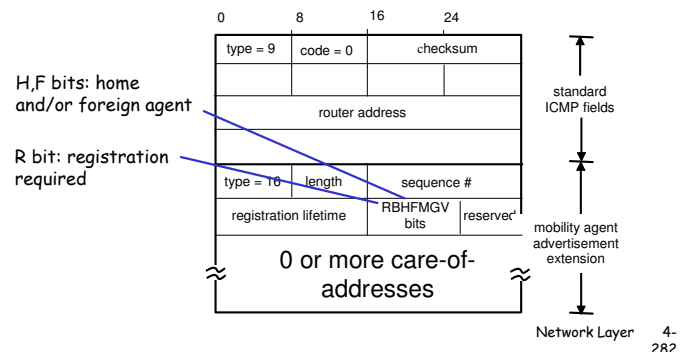 0 8 16 24
type = 9 code = 0 checksum
H,F bits: home
and/or foreign agent
standard
ICMP fields
router address
R bit: registration
required
type = 16 length sequence #
registration lifetime RBHFMGV
bits reserved
mobility agent
advertisement
extension
0 or more care-of-
addresses
Network Layer 4-
282